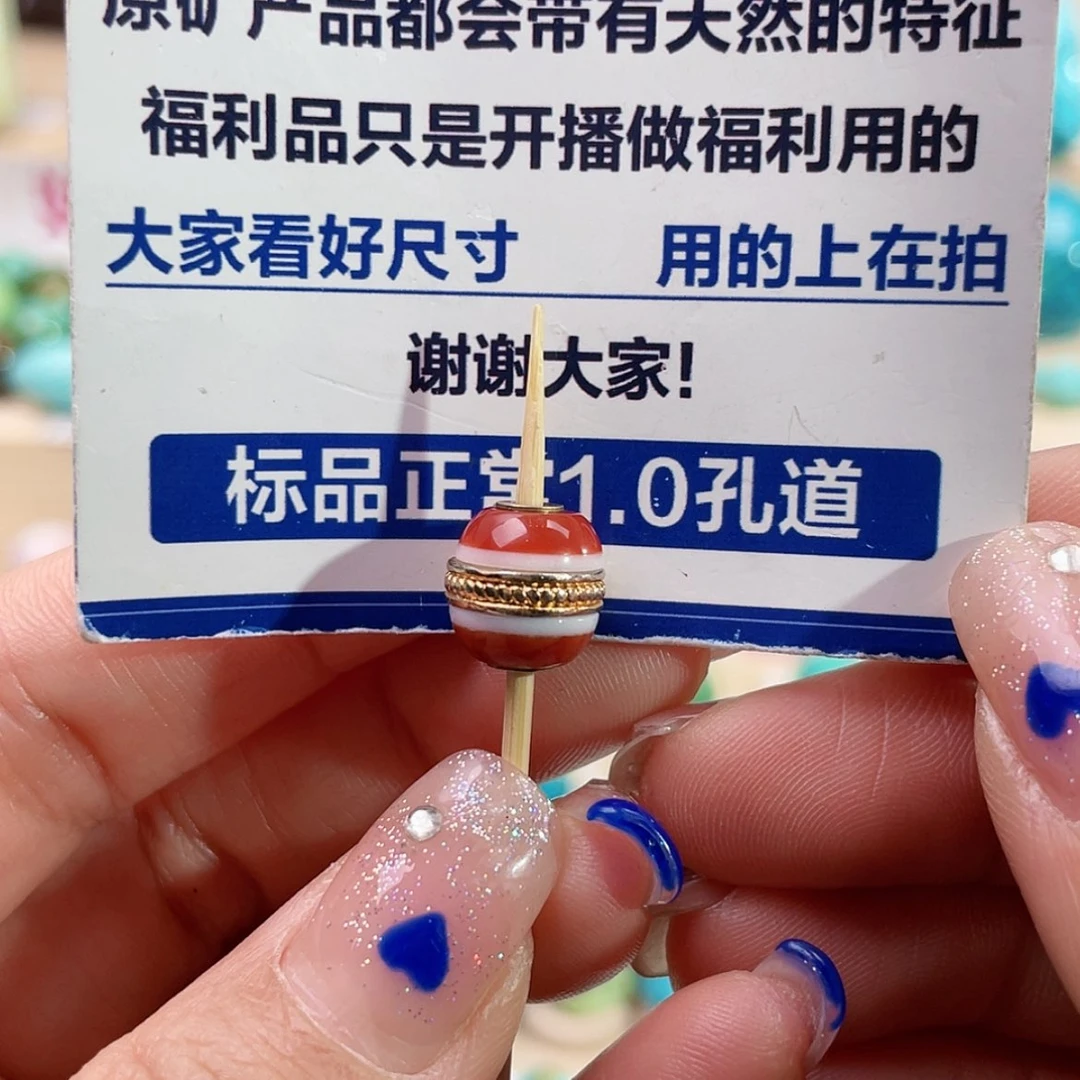 原矿产品都会带有天然的特征
福利品只是开播做福利用的
大家看好尺寸 用的上在拍
谢谢大家!
标品正常1.0孔道